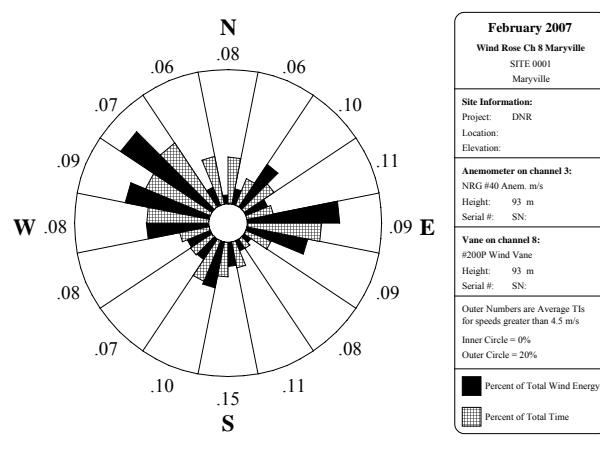 N
.08
.06
.06
.07
.10
.09
.11
W
.08
.09
E
.08
.09
.07
.08
.10
.11
.15
S
February 2007
Wind Rose Ch 8 Maryville
SITE 0001
Maryville
Site Information:
Project: DNR
Location:
Elevation:
Anemometer on channel 3:
NRG #40 Anem. m/s
Height: 93 m
Serial #: SN:
Vane on channel 8:
#200P Wind Vane
Height: 93 m
Serial #: SN:
Outer Numbers are Average TIs
for speeds greater than 4.5 m/s
Inner Circle = 0%
Outer Circle = 20%
Percent of Total Wind Energy
Percent of Total Time